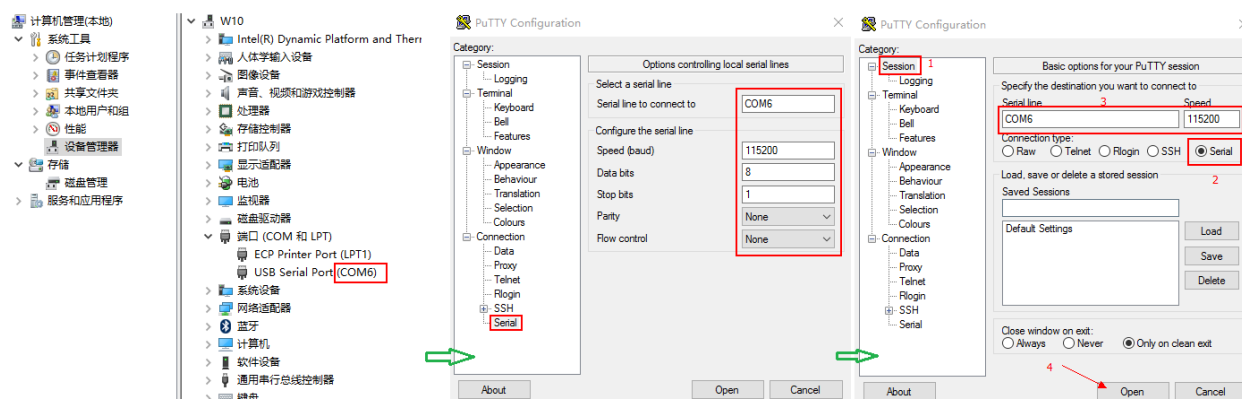 计算机管理(本地)
系统工具
任务计划程序
事件查看器
共享文件夹
本地用户和组
性能
设备管理器
存储
磁盘管理
服务和应用程序
W10
Intel(R) Dynamic Platform and Therr
人体学输入设备
图像设备
声音、视频和游戏控制器
处理器
存储控制器
打印队列
显示适配器
电池
监视器
磁盘驱动器
端口 (COM 和 LPT)
ECP Printer Port (LPT1)
USB Serial Port (COM6)
系统设备
网络适配器
蓝牙
计算机
软件设备
通用串行总线控制器
键盘
PuTTY Configuration
Category:
Session
Logging
Terminal
Keyboard
Bell
Features
Window
Appearance
Behaviour
Translation
Selection
Colours
Connection
Data
Proxy
Telnet
Rlogin
SSH
Serial
Options controlling local serial lines
Select a serial line
Serial line to connect to COM6
Configure the serial line
Speed (baud) 115200
Data bits 8
Stop bits 1
Parity None
Flow control None
About Open Cancel
PuTTY Configuration
Category:
Session 1
Logging
Terminal
Keyboard
Bell
Features
Window
Appearance
Behaviour
Translation
Selection
Colours
Connection
Data
Proxy
Telnet
Rlogin
SSH
Serial
Basic options for your PuTTY session
Specify the destination you want to connect to
Serial line 3 Speed
COM6 115200
Connection type:
Raw Telnet Rlogin SSH Serial
2
Load, save or delete a stored session
Saved Sessions
Default Settings
Load
Save
Delete
Close window on exit:
Always Never Only on clean exit
4
About Open Cancel